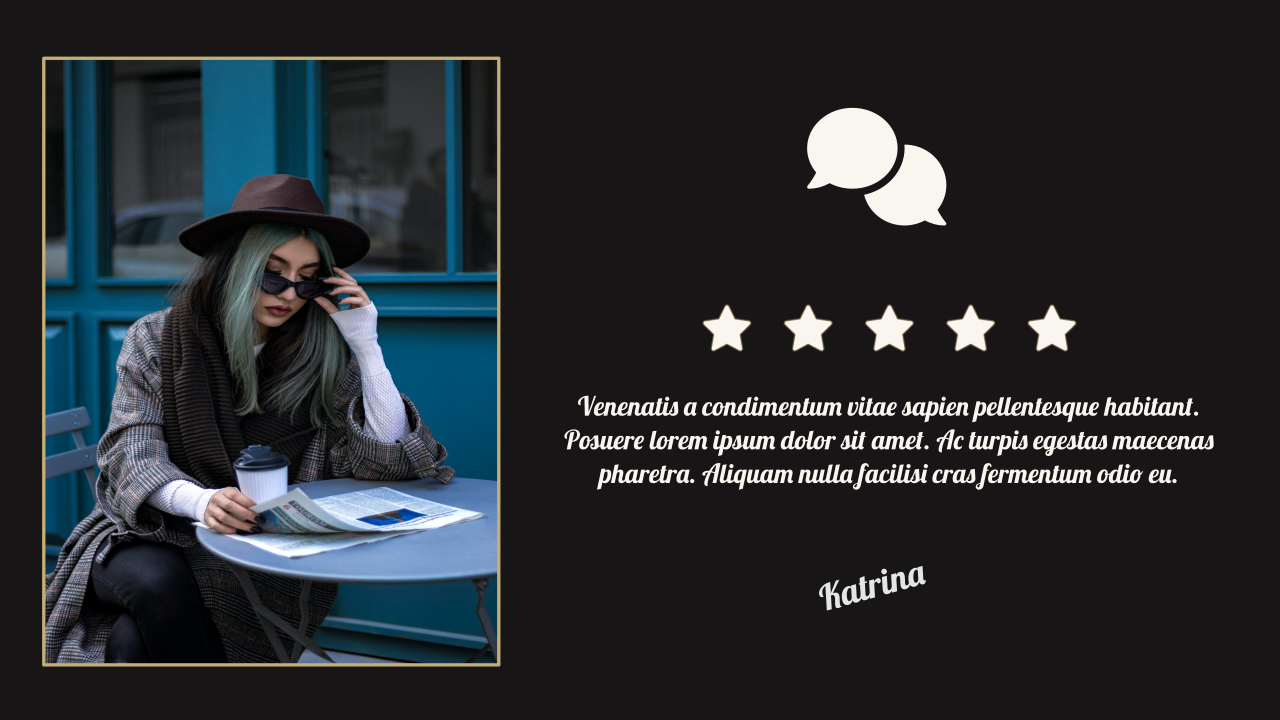 Venenatis a condimentum vitae sapien pellentesque habitant.
Posuere lorem ipsum dolor sit amet. Ac turpis egestas maecenas
pharetra. Aliquam nulla facilisi cras fermentum odio eu.
Katrina